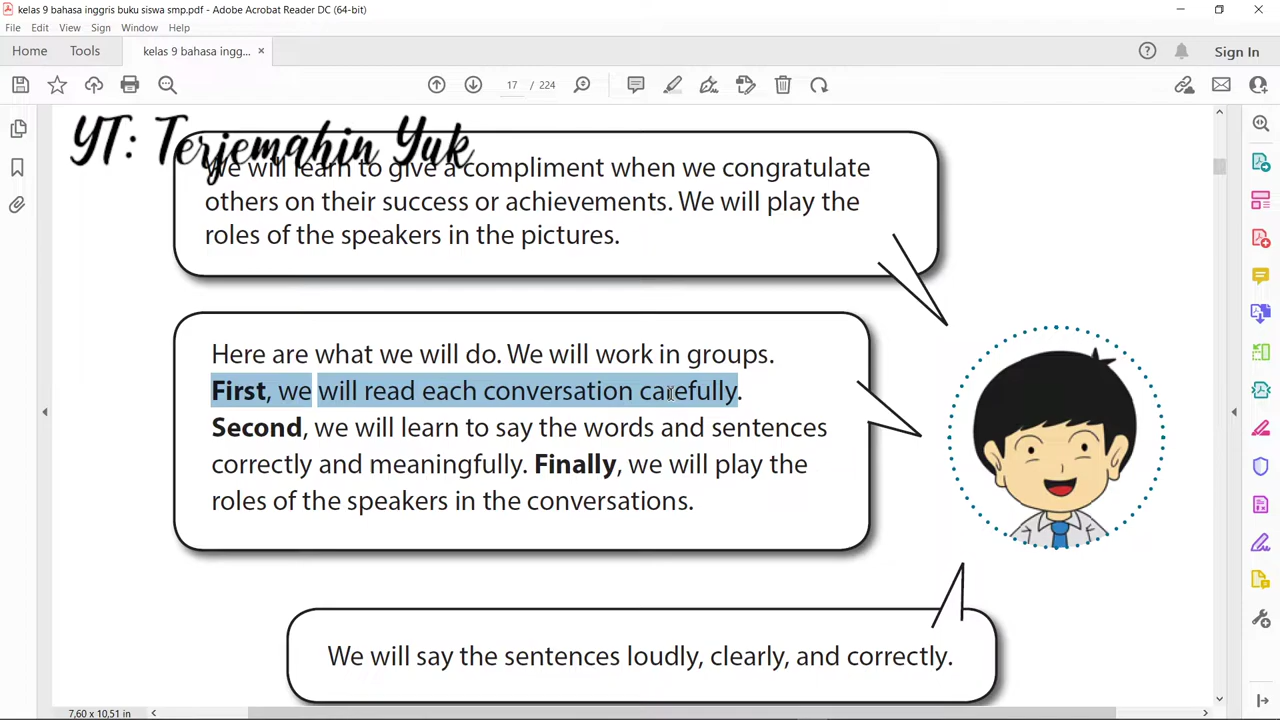 kelas 9 bahasa inggris buku siswa smp.pdf - Adobe Acrobat Reader DC (64-bit)
File Edit View Sign Window Help
Home Tools kelas 9 bahasa ingg... × Sign In
17 / 224
YT: Terjemahin Yuk
We will learn to give a compliment when we congratulate
others on their success or achievements. We will play the
roles of the speakers in the pictures.
Here are what we will do. We will work in groups.
First, we will read each conversation carefully.
Second, we will learn to say the words and sentences
correctly and meaningfully. Finally, we will play the
roles of the speakers in the conversations.
We will say the sentences loudly, clearly, and correctly.
7,60 x 10,51 in